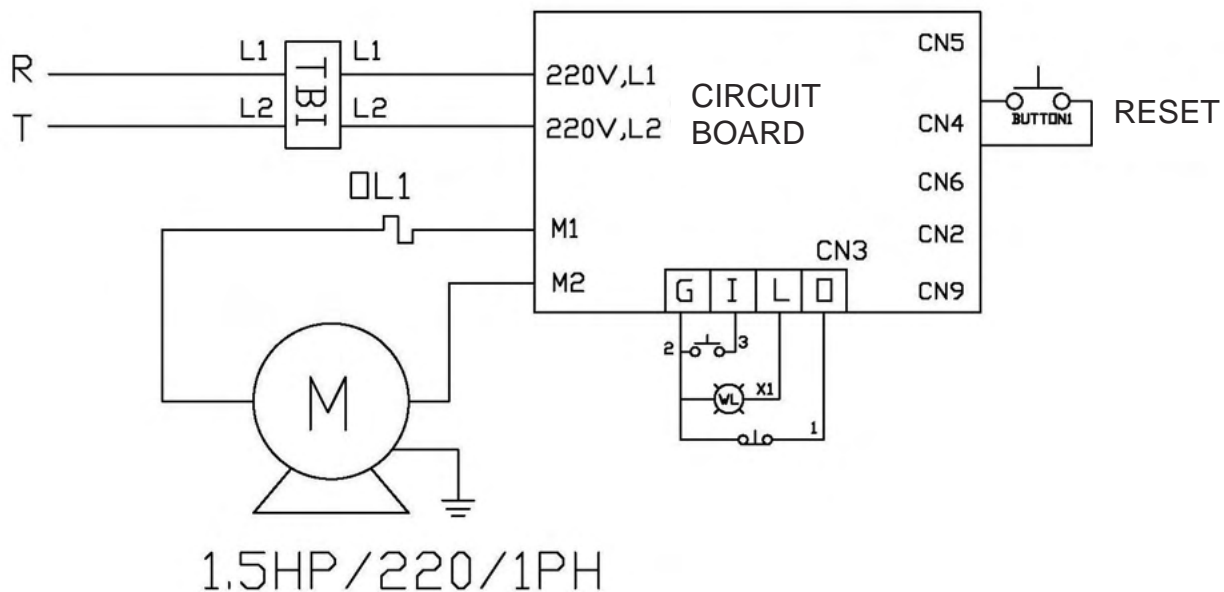 R
L1
L1
T
L2
L2
TB1
220V,L1
220V,L2
CIRCUIT
BOARD
CN5
CN4
CN6
CN2
CN9
BUTTON1
RESET
OL1
M1
M2
CN3
G I L O
2
3
WL
X1
1
M
1.5HP/220/1PH